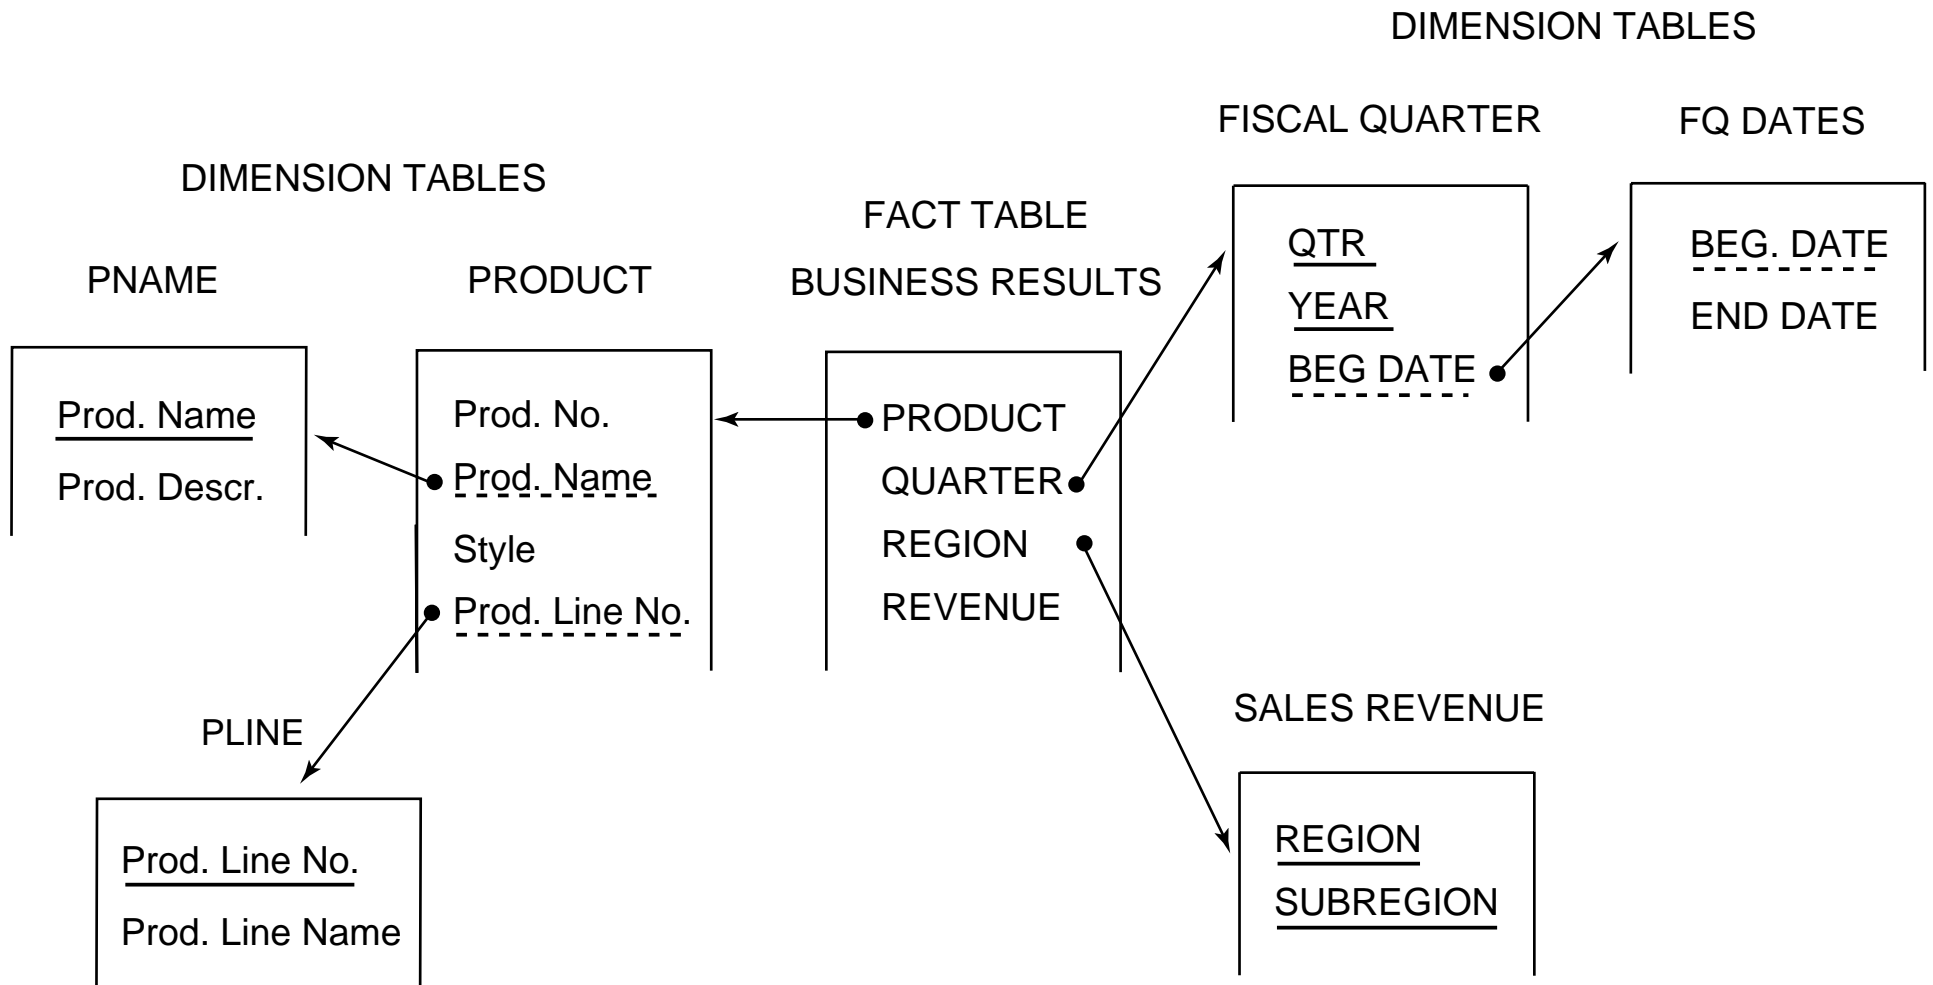 DIMENSION TABLES
PNAME
Prod. Name
Prod. Descr.
PRODUCT
Prod. No.
Prod. Name
Style
Prod. Line No.
PLINE
Prod. Line No.
Prod. Line Name
FACT TABLE
BUSINESS RESULTS
PRODUCT
QUARTER
REGION
REVENUE
DIMENSION TABLES
FISCAL QUARTER
QTR
YEAR
BEG DATE
FQ DATES
BEG. DATE
END DATE
SALES REVENUE
REGION
SUBREGION